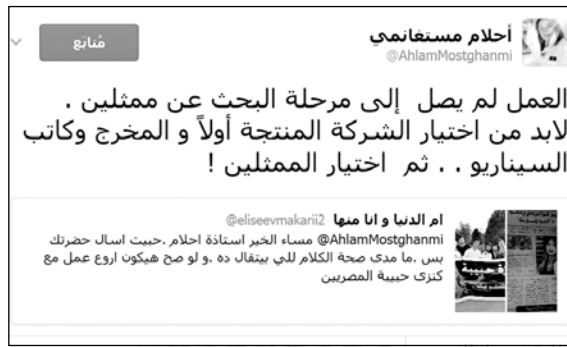 أحلام مستغانمي
@AhlamMostghanmi
مُتابَع
العمل لم يصل إلى مرحلة البحث عن ممثلين .
لابد من اختيار الشركة المنتجة أولاً و المخرج وكاتب
السيناريو . . ثم اختيار الممثلين !
ام الدنيا و انا منها @eliseevmakarii2
@AhlamMostghanmi مساء الخير استاذة احلام .حبيت اسال حضرتك
بس .ما مدى صحة الكلام للي بيتقال ده .و لو صح هيكون اروع عمل مع
كنزى حبيبة المصريين